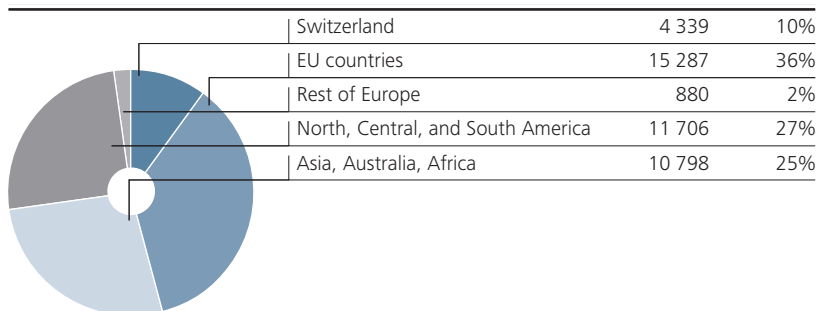 Switzerland 4 339 10%
EU countries 15 287 36%
Rest of Europe 880 2%
North, Central, and South America 11 706 27%
Asia, Australia, Africa 10 798 25%